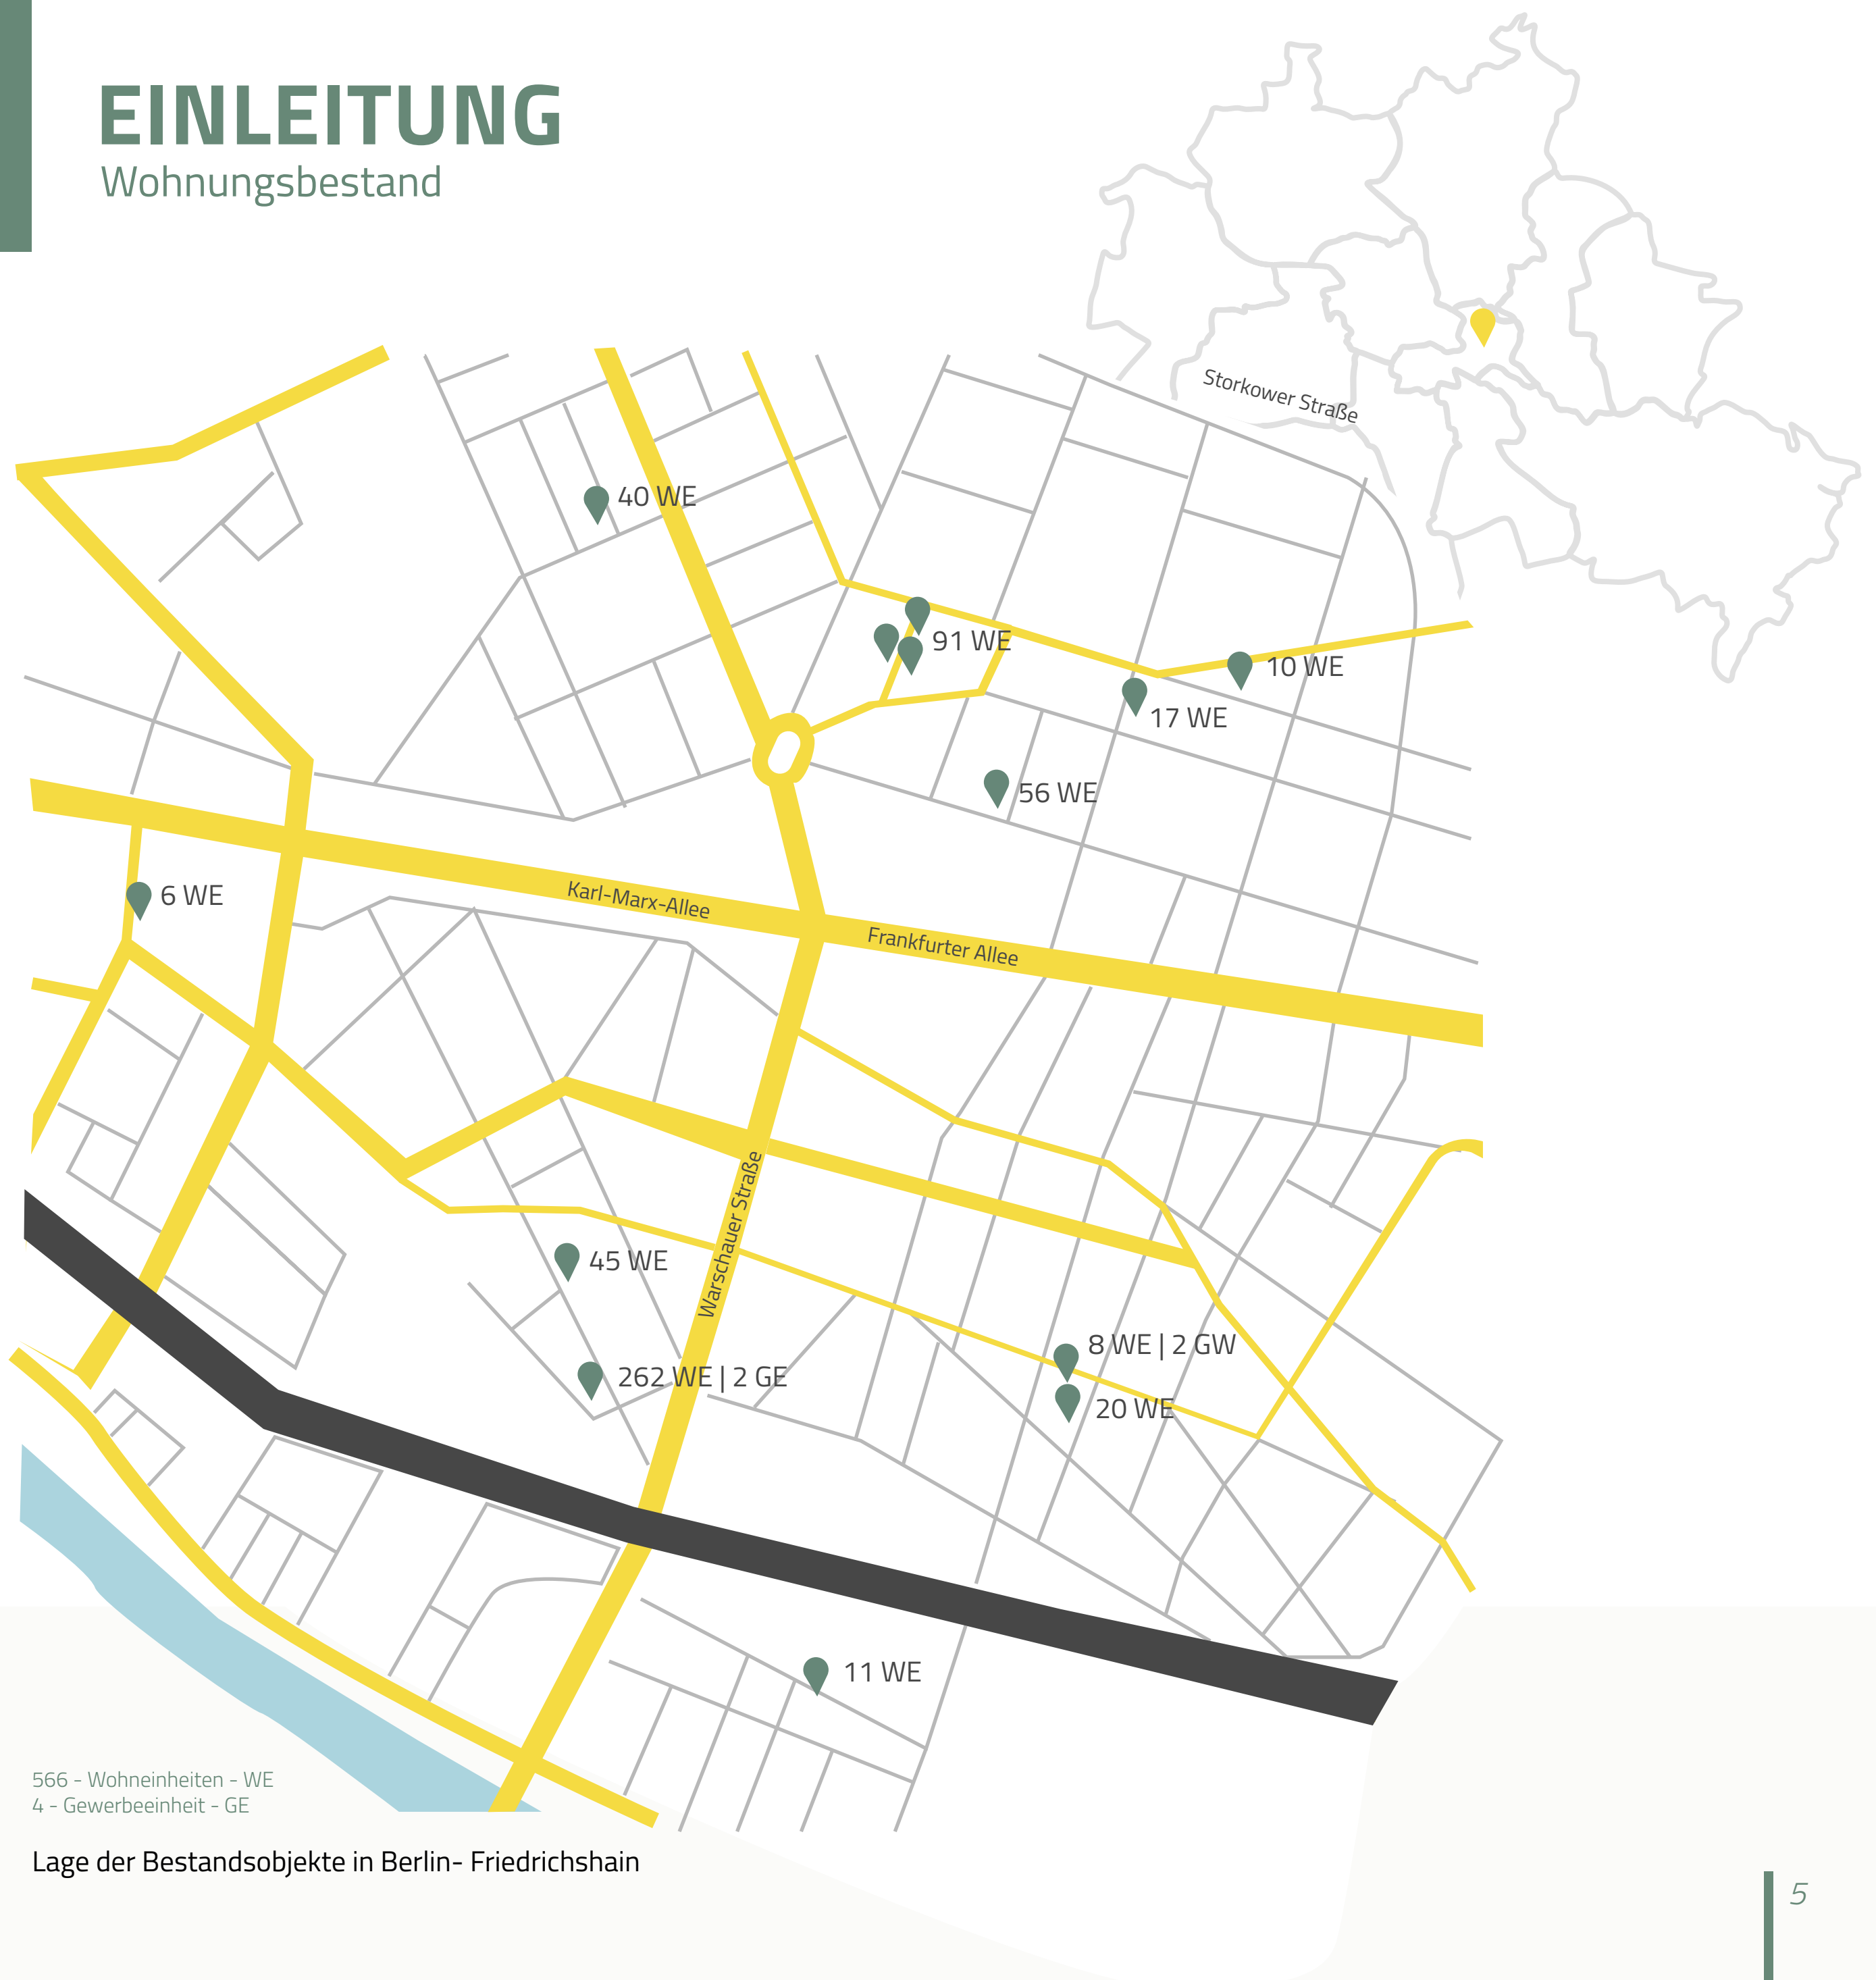 EINLEITUNG
Wohnungsbestand
Storkower Straße
40 WE
91 WE
10 WE
17 WE
56 WE
6 WE
Karl-Marx-Allee
Frankfurter Allee
Warschauer Straße
45 WE
8 WE | 2 GW
262 WE | 2 GE
20 WE
11 WE
566 - Wohneinheiten - WE
4 - Gewerbeeinheit - GE
Lage der Bestandsobjekte in Berlin- Friedrichshain
5